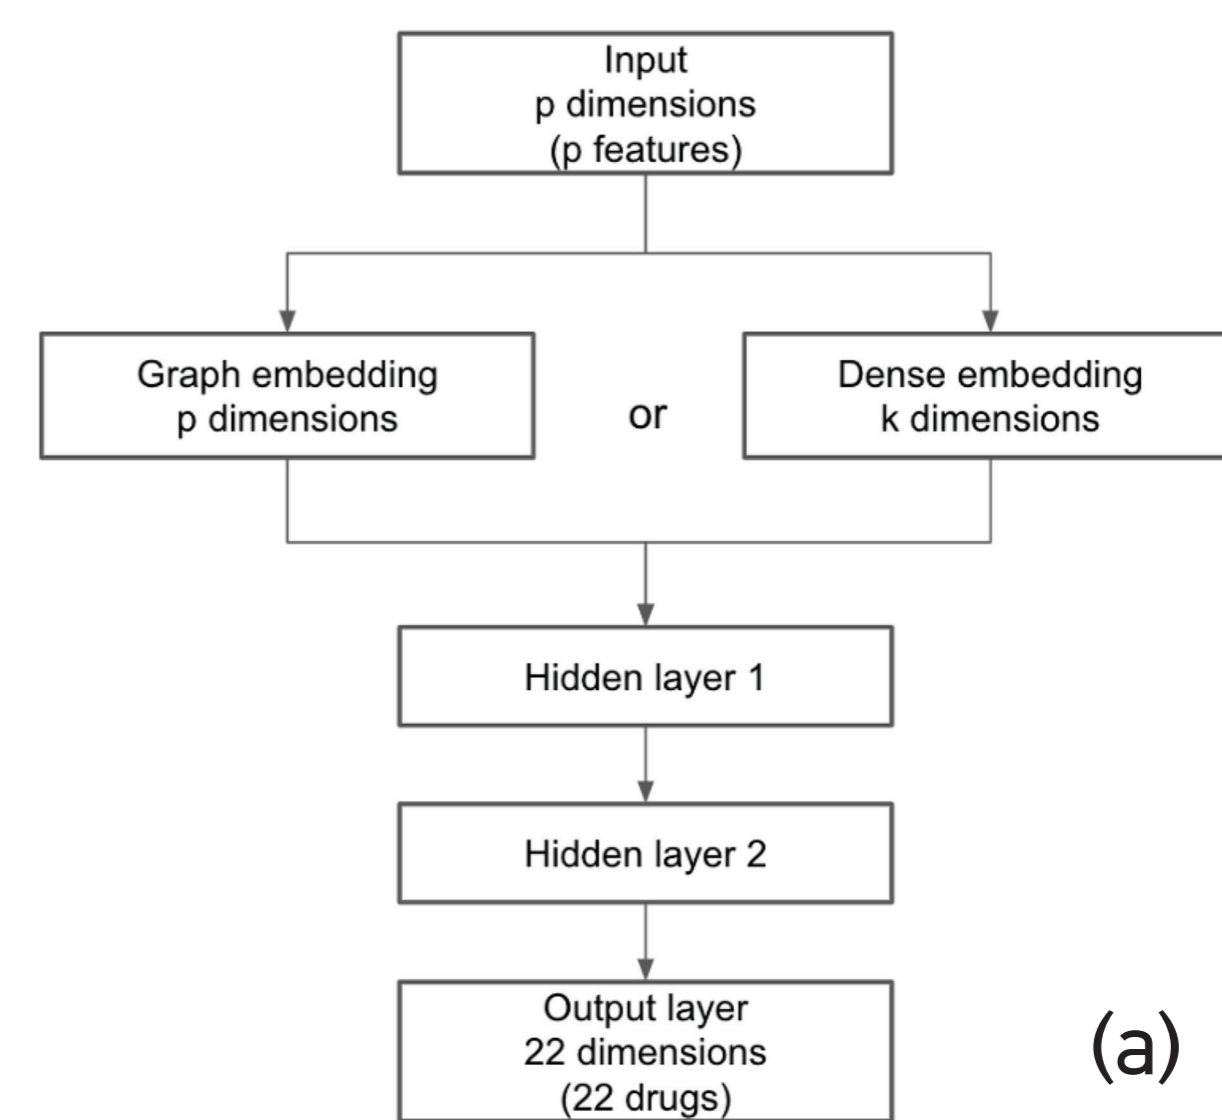 Input
p dimensions
(p features)
Graph embedding
p dimensions
or
Dense embedding
k dimensions
Hidden layer 1
Hidden layer 2
Output layer
22 dimensions
(22 drugs)
(a)